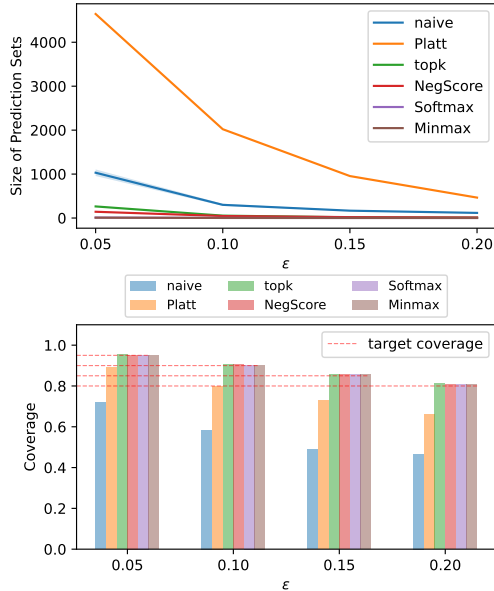 Size of Prediction Sets
4000
3000
2000
1000
0
0.05
0.10
0.15
0.20
ε
naive
Platt
topk
NegScore
Softmax
Minmax
naive
topk
Softmax
Platt
NegScore
Minmax
Coverage
1.0
0.8
0.6
0.4
0.2
0.0
target coverage
0.05
0.10
0.15
0.20
ε